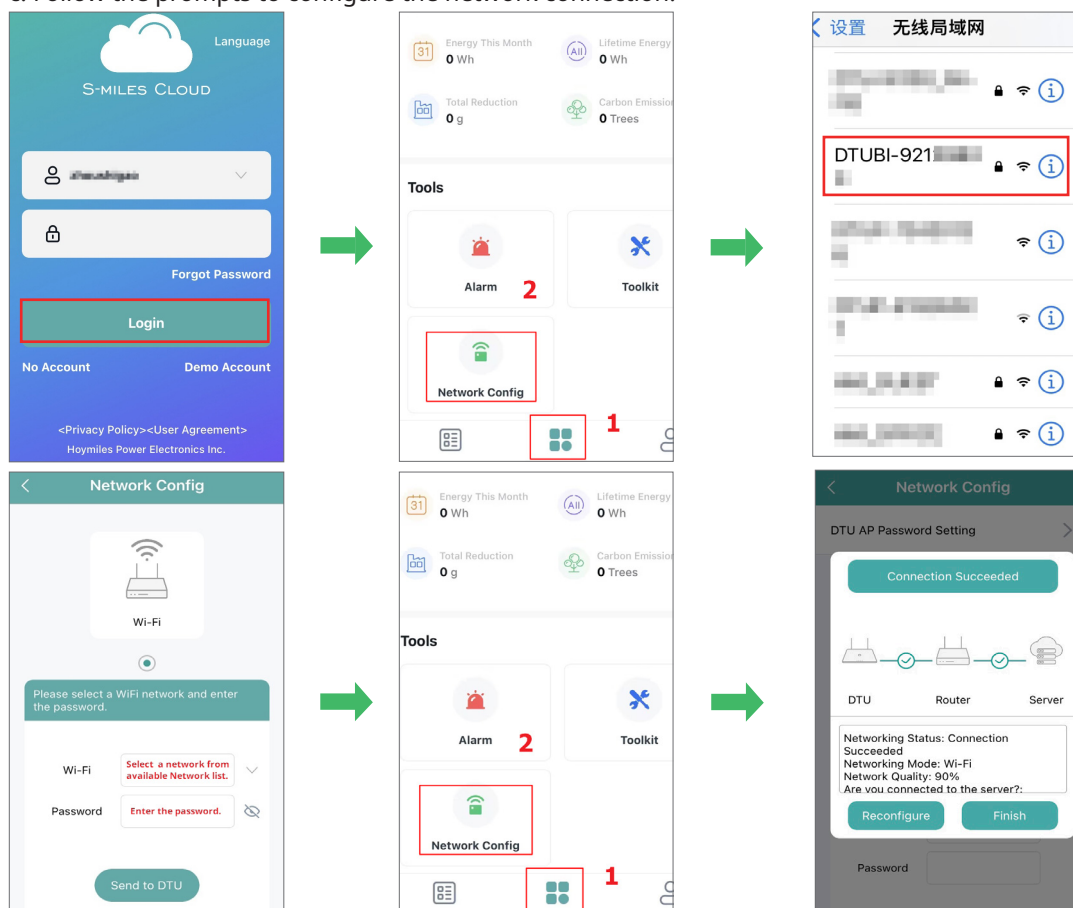 Language
S-MILES CLOUD
Forgot Password
Login
No Account Demo Account
<Privacy Policy><User Agreement>
Hoymiles Power Electronics Inc.
31 Energy This Month
0 Wh
All Lifetime Energy
0 Wh
Total Reduction
0 g
Carbon Emission
0 Trees
Tools
Alarm 2
Toolkit
Network Config
1
设置 无线局域网
DTUBI-921
Network Config
Wi-Fi
Please select a WiFi network and enter
the password.
Wi-Fi Select a network from
available Network list.
Password Enter the password.
Send to DTU
31 Energy This Month
0 Wh
All Lifetime Energy
0 Wh
Total Reduction
0 g
Carbon Emission
0 Trees
Tools
Alarm 2
Toolkit
Network Config
1
Network Config
DTU AP Password Setting
Connection Succeeded
DTU Router Server
Networking Status: Connection
Succeeded
Networking Mode: Wi-Fi
Network Quality: 90%
Are you connected to the server?:
Reconfigure Finish
Password